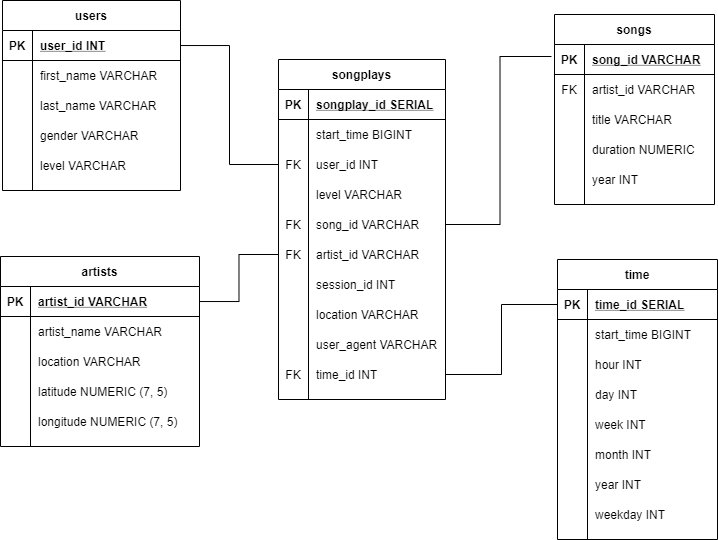 users
PK user_id INT
first_name VARCHAR
last_name VARCHAR
gender VARCHAR
level VARCHAR
songplays
PK songplay_id SERIAL
start_time BIGINT
FK user_id INT
level VARCHAR
FK song_id VARCHAR
FK artist_id VARCHAR
session_id INT
location VARCHAR
user_agent VARCHAR
FK time_id INT
songs
PK song_id VARCHAR
FK artist_id VARCHAR
title VARCHAR
duration NUMERIC
year INT
artists
PK artist_id VARCHAR
artist_name VARCHAR
location VARCHAR
latitude NUMERIC (7, 5)
longitude NUMERIC (7, 5)
time
PK time_id SERIAL
start_time BIGINT
hour INT
day INT
week INT
month INT
year INT
weekday INT